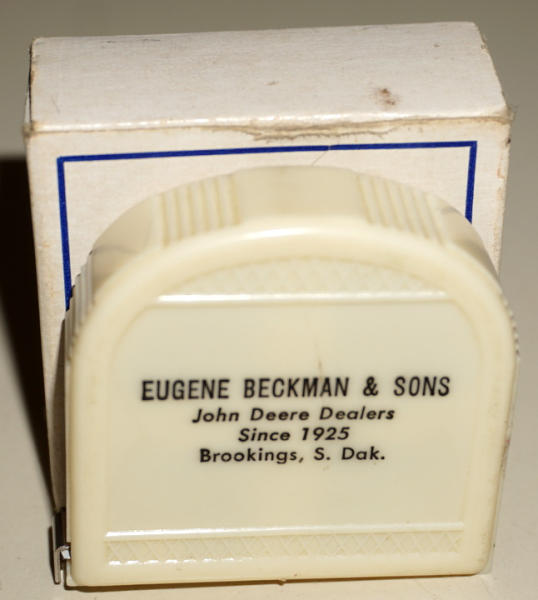 EUGENE BECKMAN & SONS
John Deere Dealers
Since 1925
Brookings, S. Dak.